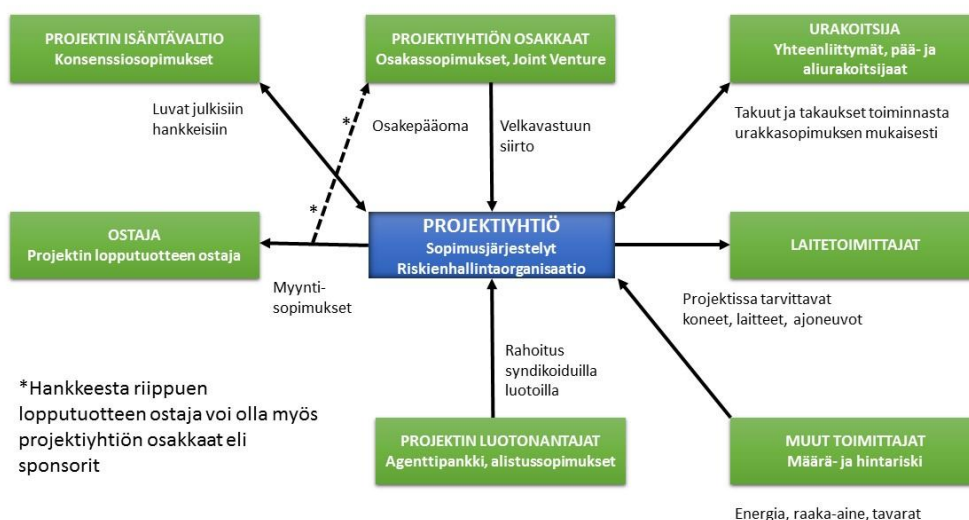 PROJEKTIN ISÄNTÄVALTIO
Konsenssiosopimukset
PROJEKTIYHTIÖN OSAKKAAT
Osakassopimukset, Joint Venture
URAKOITSIJA
Yhteenliittymät, pää- ja
aliurakoitsijaat
Luvat julkisiin
hankkeisiin
*
Osakepääoma
Velkavastuun
siirto
Takuut ja takaukset toiminnasta
urakkasopimuksen mukaisesti
*
OSTAJA
Projektin lopputuotteen ostaja
PROJEKTIYHTIÖ
Sopimusjärjestelyt
Riskienhallintaorganisaatio
LAITETOIMITTAJAT
Myynti-
sopimukset
Projektissa tarvittavat
koneet, laitteet, ajoneuvot
Rahoitus
syndikoiduilla
luotoilla
*Hankkeesta riippuen
lopputuotteen ostaja voi olla myös
projektiyhtiön osakkaat eli
sponsorit
PROJEKTIN LUOTONANTAJAT
Agenttipankki, alistussopimukset
MUUT TOIMITTAJAT
Määrä- ja hintariski
Energia, raaka-aine, tavarat